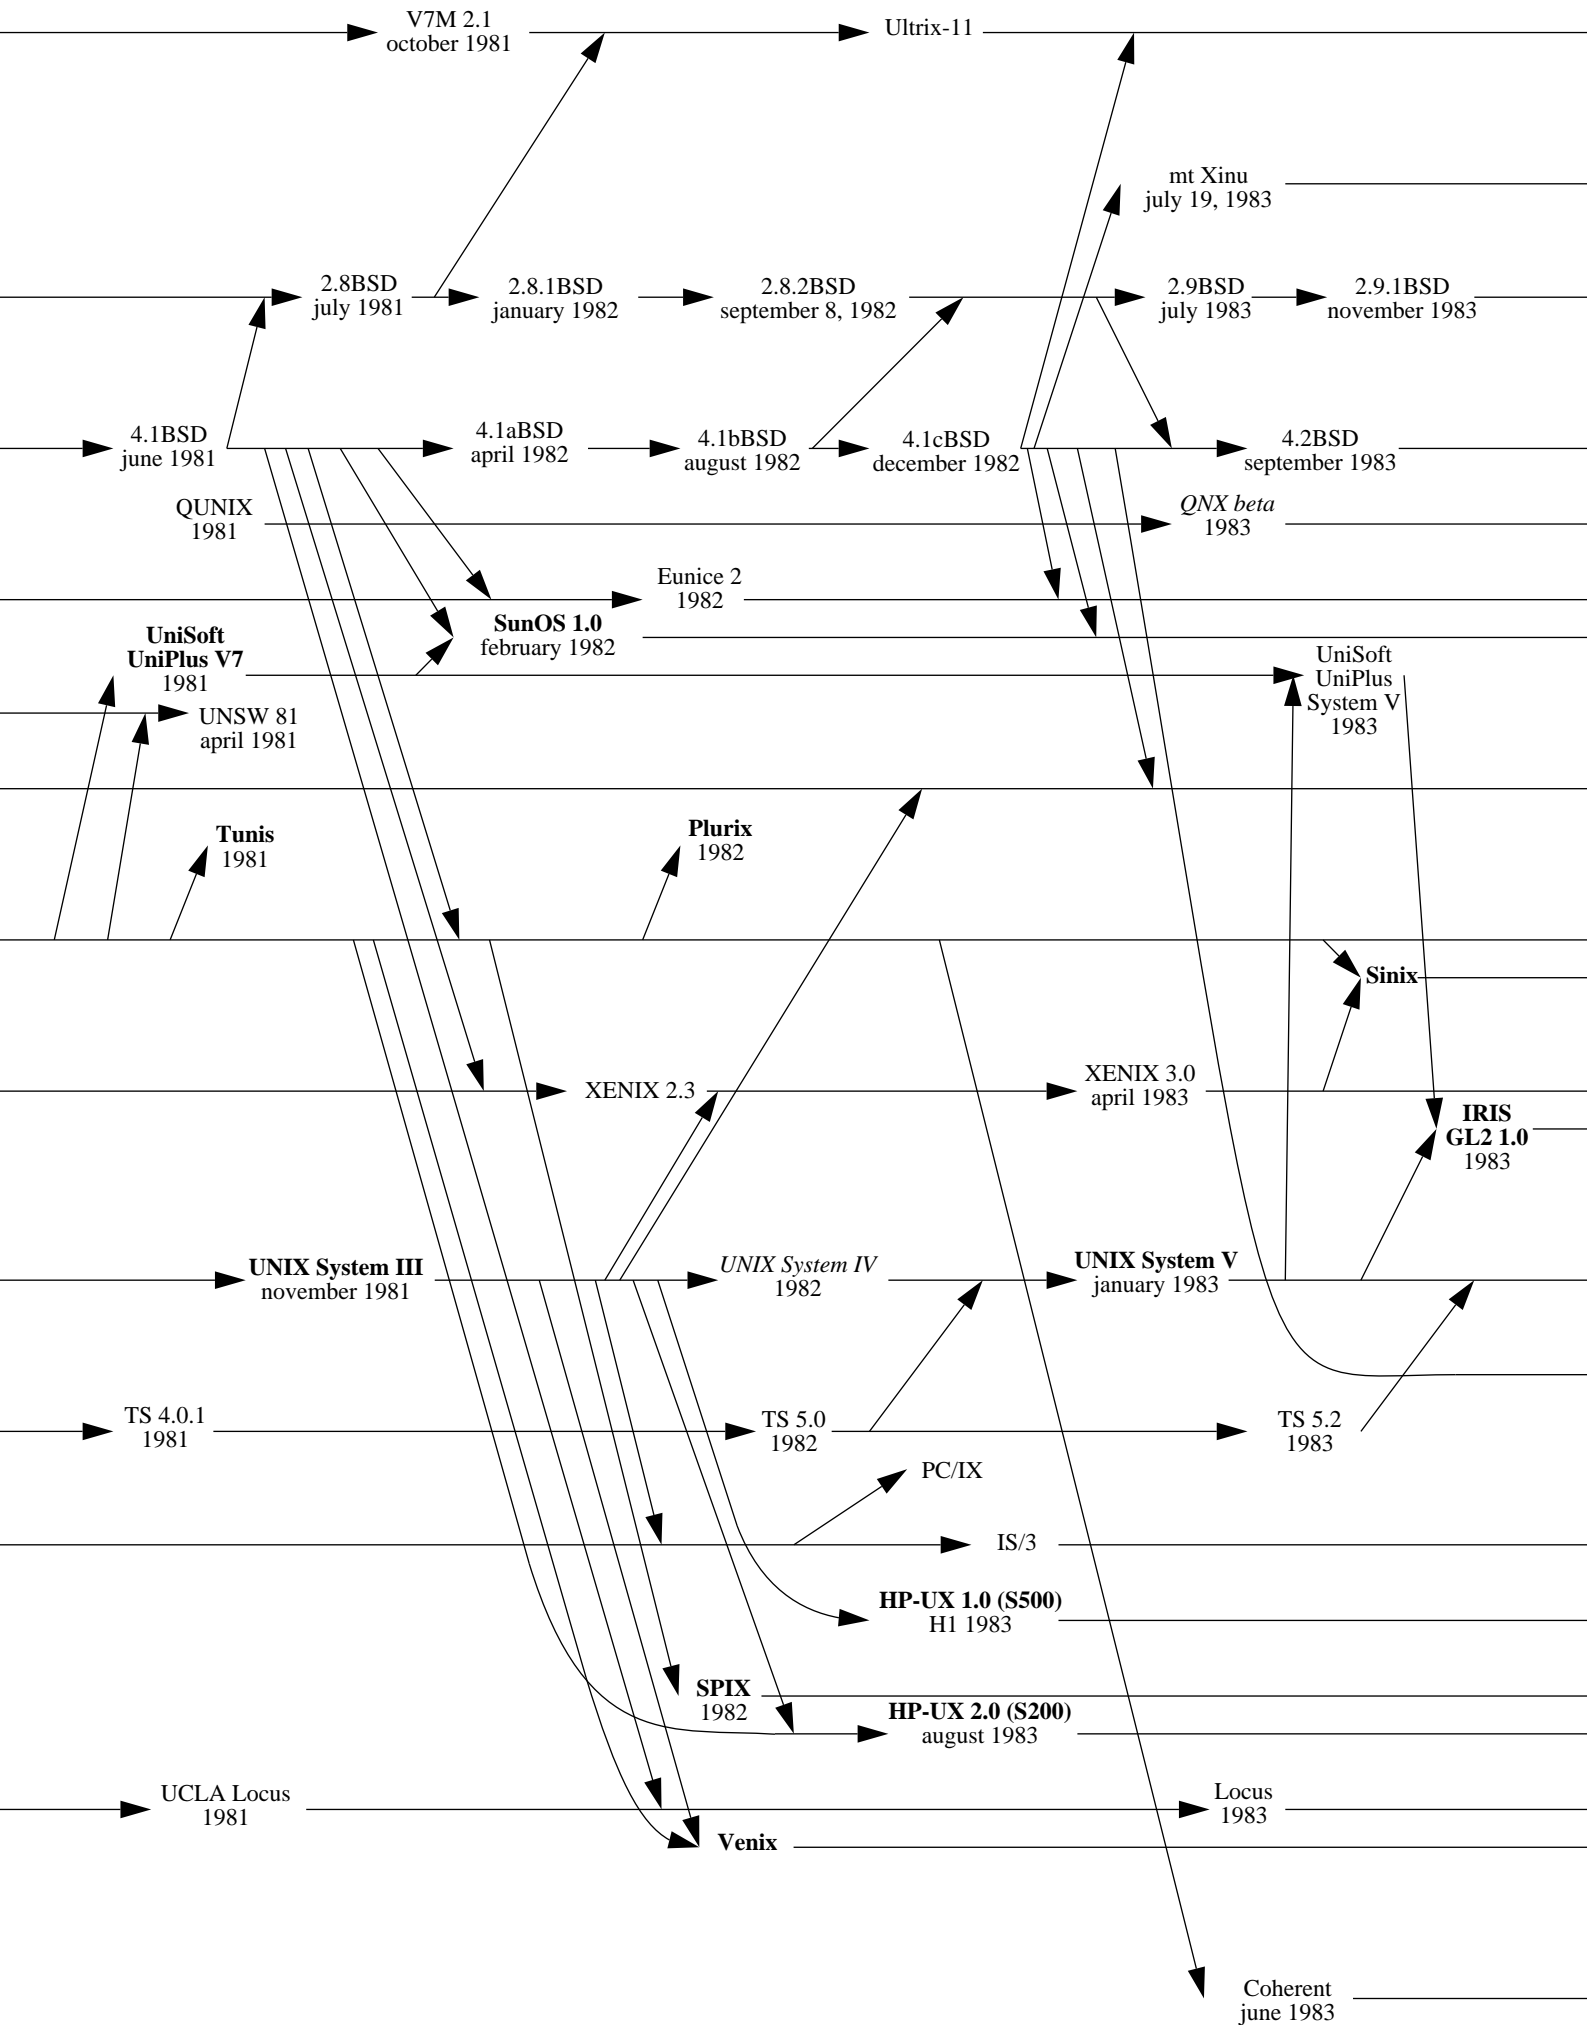 V7M 2.1
october 1981
Ultrix-11
mt Xinu
july 19, 1983
2.8BSD
july 1981
2.8.1BSD
january 1982
2.8.2BSD
september 8, 1982
2.9BSD
july 1983
2.9.1BSD
november 1983
4.1BSD
june 1981
4.1aBSD
april 1982
4.1bBSD
august 1982
4.1cBSD
december 1982
4.2BSD
september 1983
QUNIX
1981
QNX beta
1983
Eunice 2
1982
SunOS 1.0
february 1982
UniSoft
UniPlus V7
1981
UniSoft
UniPlus
System V
1983
UNSW 81
april 1981
Tunis
1981
Plurix
1982
Sinix
XENIX 2.3
XENIX 3.0
april 1983
IRIS
GL2 1.0
1983
UNIX System III
november 1981
UNIX System IV
1982
UNIX System V
january 1983
TS 4.0.1
1981
TS 5.0
1982
TS 5.2
1983
PC/IX
IS/3
HP-UX 1.0 (S500)
H1 1983
SPIX
1982
HP-UX 2.0 (S200)
august 1983
UCLA Locus
1981
Locus
1983
Venix
Coherent
june 1983